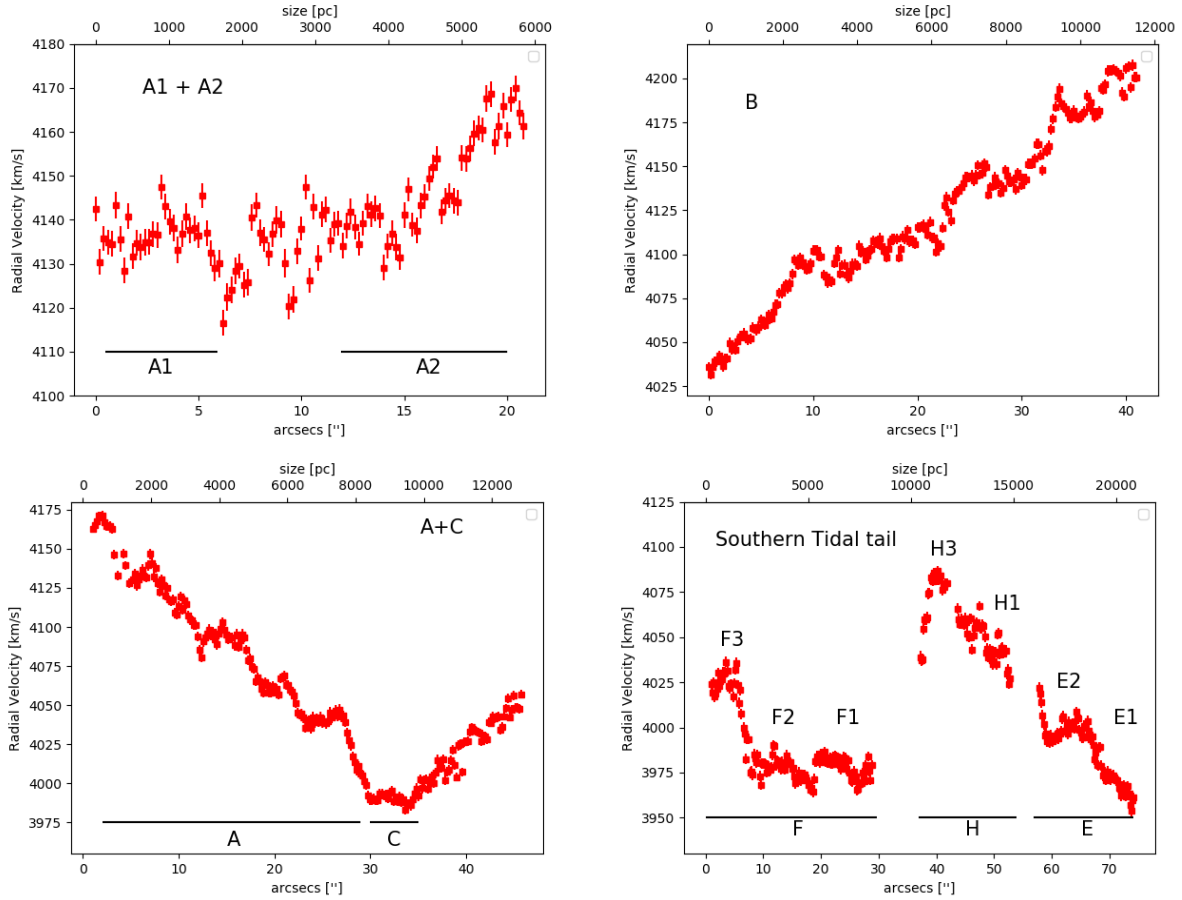 size [pc]
0 1000 2000 3000 4000 5000 6000
4180
4170
4160
4150
4140
4130
4120
4110
4100
Radial Velocity [km/s]
A1 + A2
A1
A2
0 5 10 15 20
arcsecs ['']
size [pc]
0 2000 4000 6000 8000 10000 12000
4200
4175
4150
4125
4100
4075
4050
4025
Radial Velocity [km/s]
B
0 10 20 30 40
arcsecs ['']
size [pc]
0 2000 4000 6000 8000 10000 12000
4175
4150
4125
4100
4075
4050
4025
4000
3975
Radial Velocity [km/s]
A+C
A
C
0 10 20 30 40
arcsecs ['']
size [pc]
0 5000 10000 15000 20000
4125
4100
4075
4050
4025
4000
3975
3950
Radial Velocity [km/s]
Southern Tidal tail
H3
H1
F3
E2
F2
F1
E1
F
H
E
0 10 20 30 40 50 60 70
arcsecs ['']